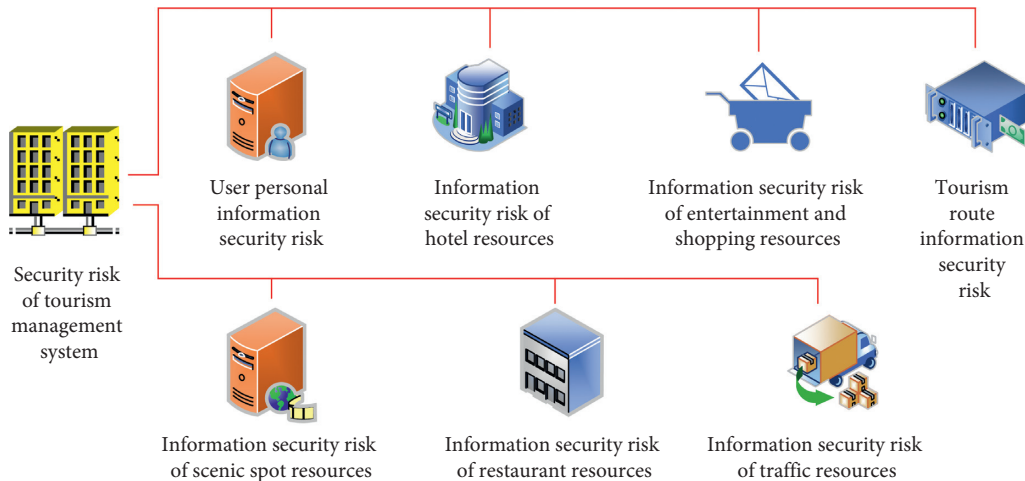 User personal
information
security risk
Information
security risk of
hotel resources
Information security risk
of entertainment and
shopping resources
Tourism
route
information
security
risk
Security risk
of tourism
management
system
Information security risk
of scenic spot resources
Information security risk
of restaurant resources
Information security risk
of traffic resources